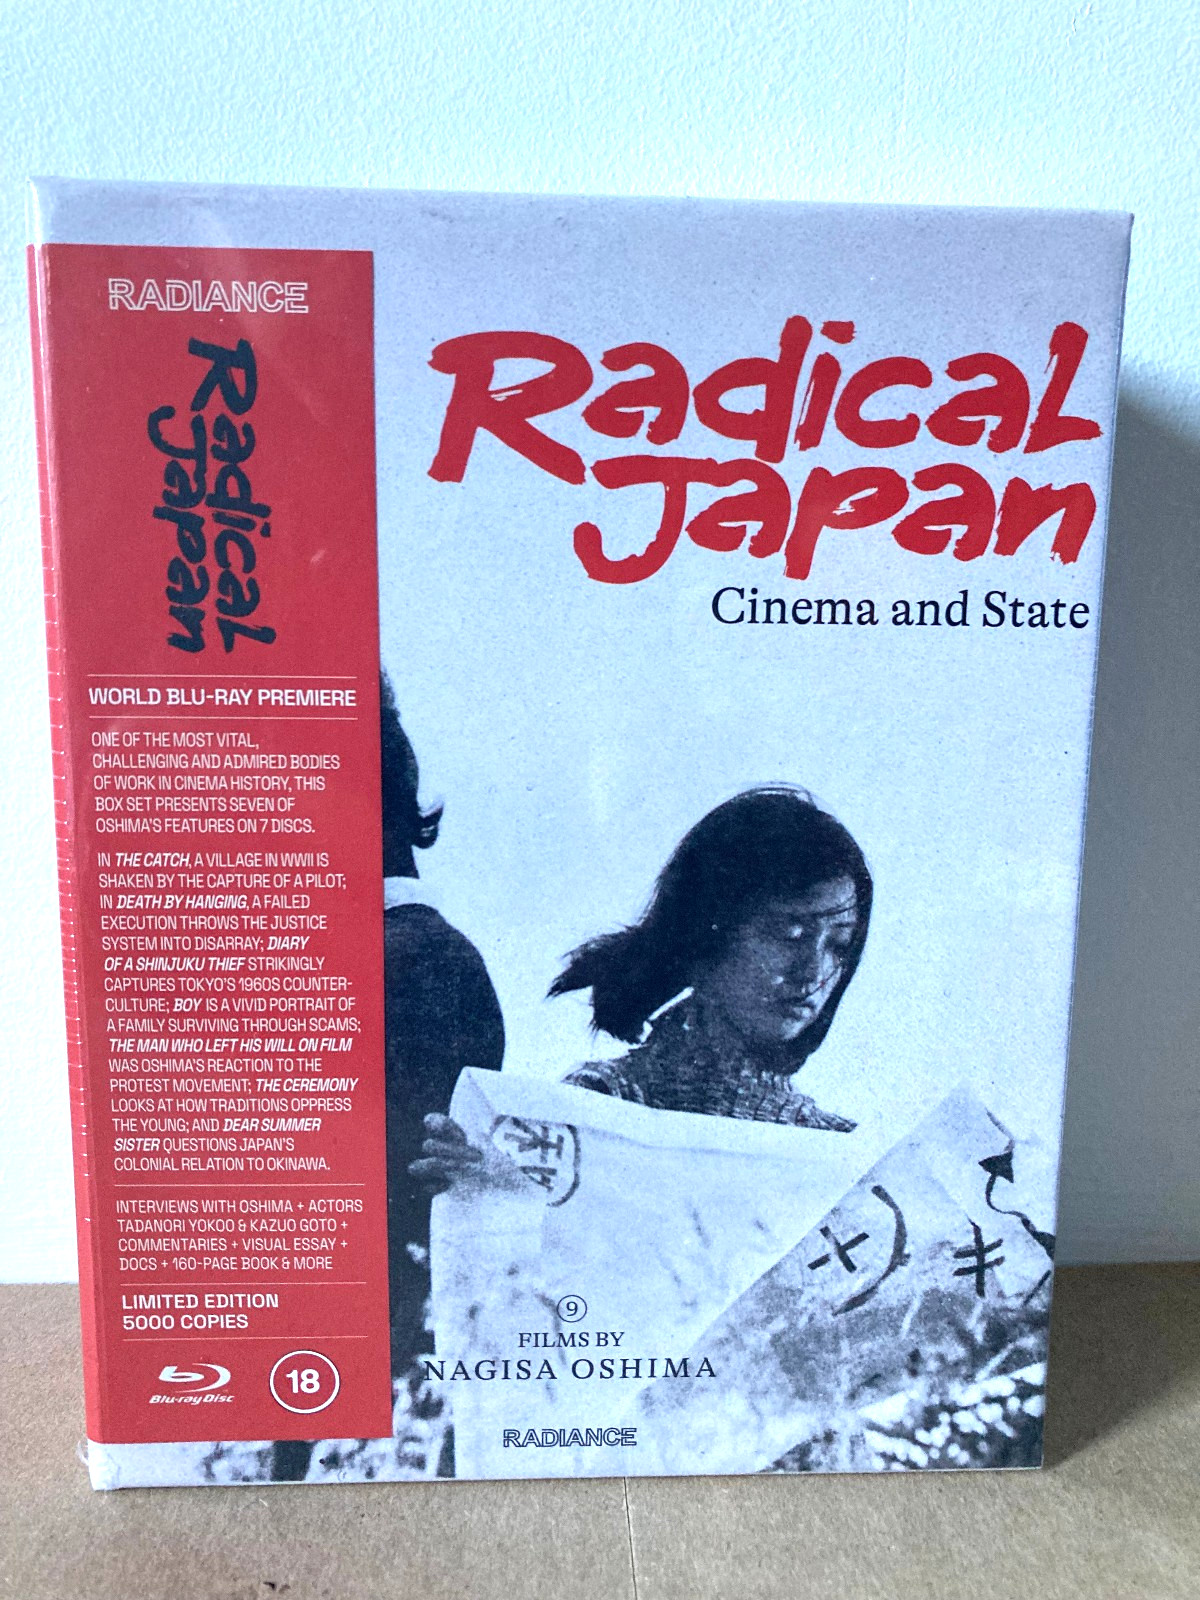 RADIANCE
Radical
Japan
WORLD BLU-RAY PREMIERE
ONE OF THE MOST VITAL,
CHALLENGING AND ADMIRED BODIES
OF WORK IN CINEMA HISTORY, THIS
BOX SET PRESENTS SEVEN OF
OSHIMA'S FEATURES ON 7 DISCS.
IN THE CATCH, A VILLAGE IN WWII IS
SHAKEN BY THE CAPTURE OF A PILOT;
IN DEATH BY HANGING, A FAILED
EXECUTION THROWS THE JUSTICE
SYSTEM INTO DISARRAY; DIARY
OF A SHINJUKU THIEF STRIKINGLY
CAPTURES TOKYO'S 1960S COUNTER-
CULTURE; BOY IS A VIVID PORTRAIT OF
A FAMILY SURVIVING THROUGH SCAMS;
THE MAN WHO LEFT HIS WILL ON FILM
WAS OSHIMA'S REACTION TO THE
PROTEST MOVEMENT; THE CEREMONY
LOOKS AT HOW TRADITIONS OPPRESS
THE YOUNG; AND DEAR SUMMER
SISTER QUESTIONS JAPAN'S
COLONIAL RELATION TO OKINAWA.
INTERVIEWS WITH OSHIMA + ACTORS
TADANORI YOKOO & KAZUO GOTO +
COMMENTARIES + VISUAL ESSAY +
DOCS + 160-PAGE BOOK & MORE
LIMITED EDITION
5000 COPIES
Blu-ray Disc
18
Radical
Japan
Cinema and State
9
FILMS BY
NAGISA OSHIMA
RADIANCE